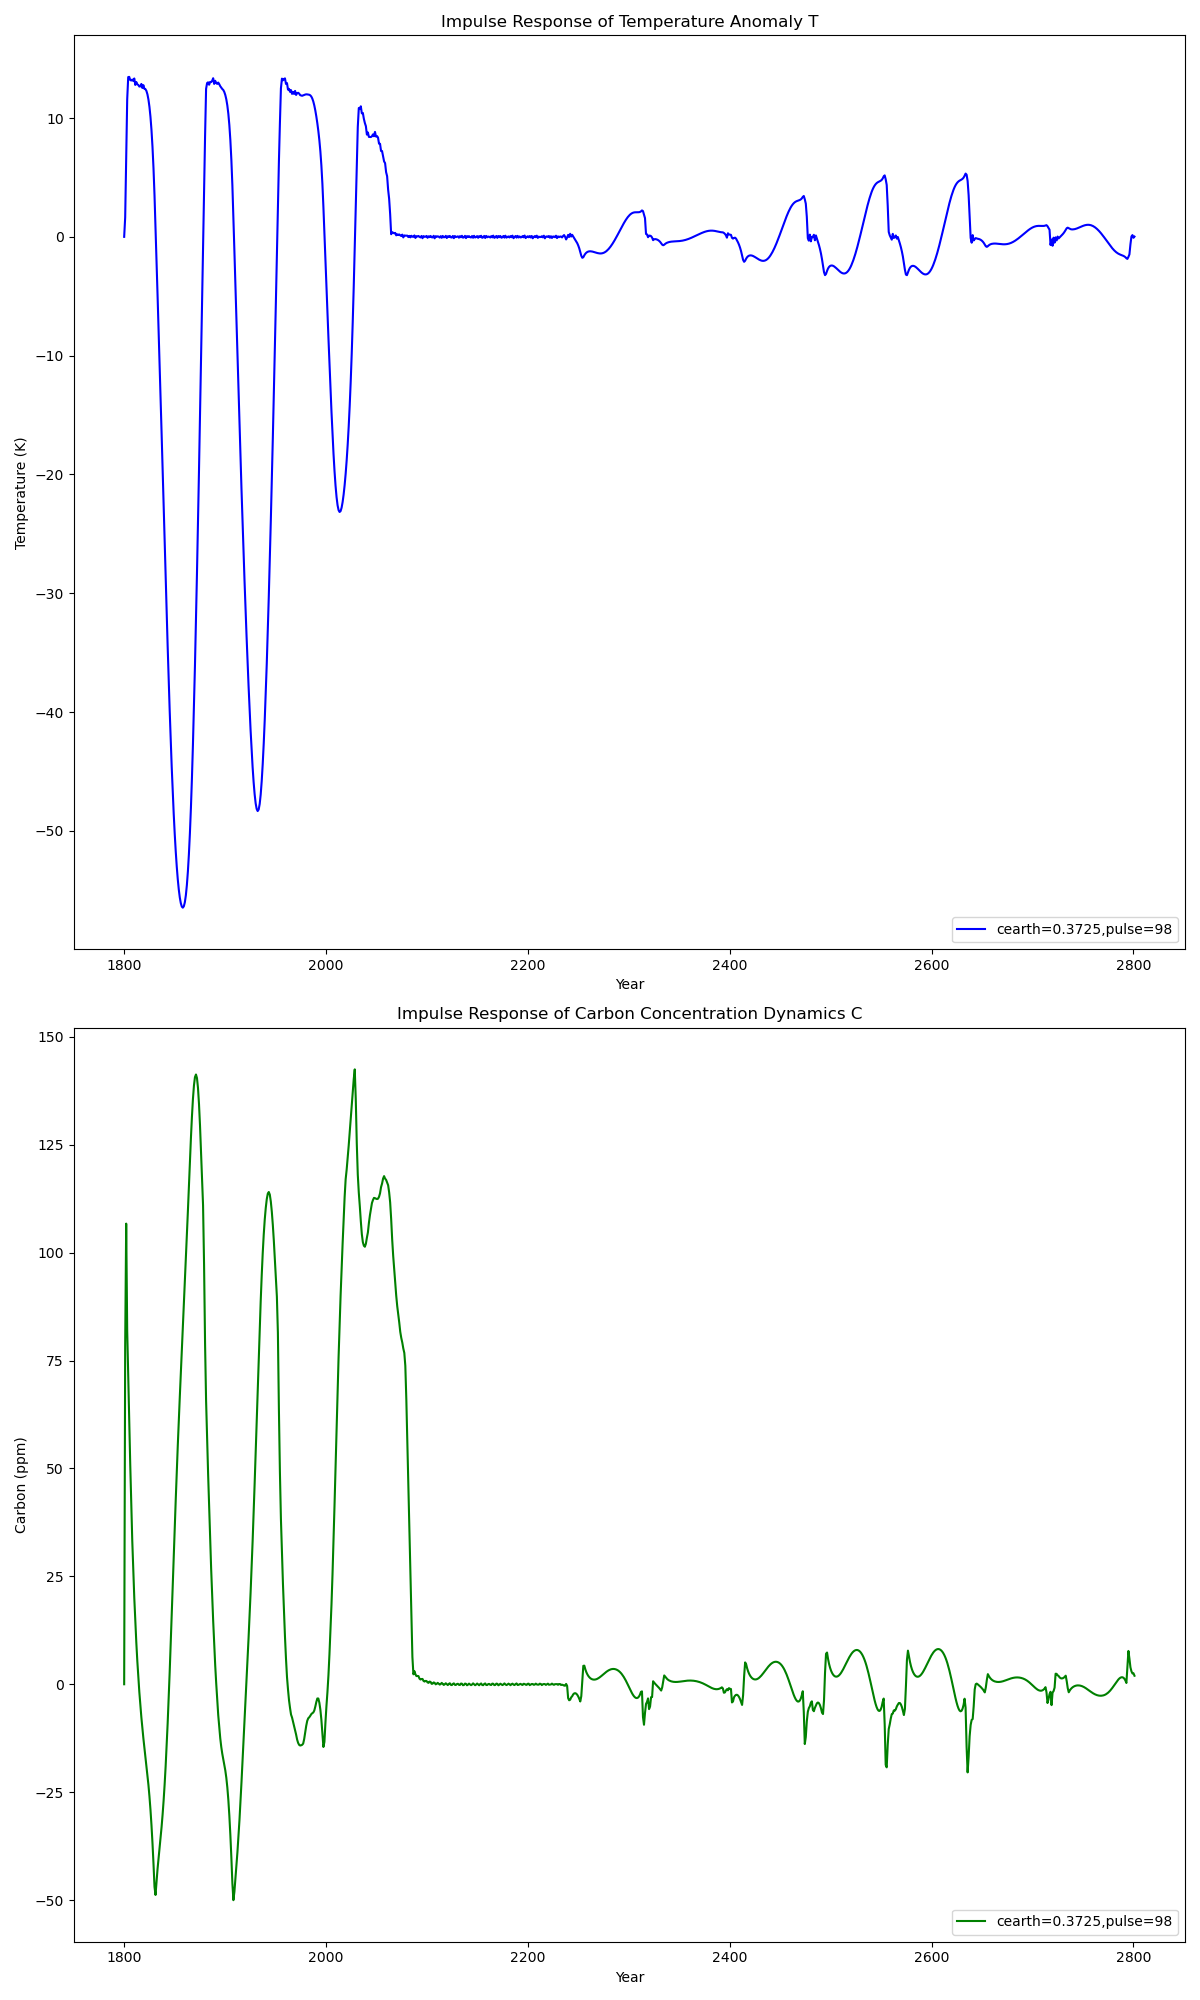 Impulse Response of Temperature Anomaly T
10
0
−10
−20
−30
−40
−50
Temperature (K)
cearth=0.3725,pulse=98
1800 2000 2200 2400 2600 2800
Year
Impulse Response of Carbon Concentration Dynamics C
150
125
100
75
50
25
0
−25
−50
Carbon (ppm)
cearth=0.3725,pulse=98
1800 2000 2200 2400 2600 2800
Year